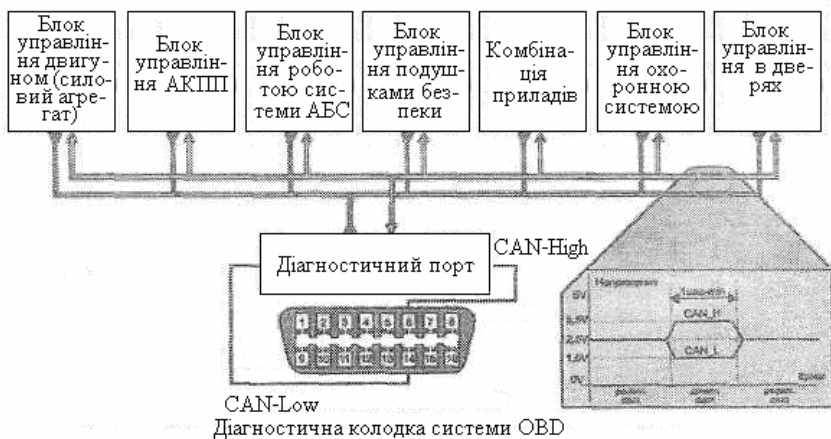 Блок
управлін-
ня двигу-
ном (сило-
вий агре-
гат)
Блок
управлін-
ня АКПП
Блок
управлін-
ня робо-
тою сис-
теми АБС
Блок
управлін-
ня подуш-
ками без-
пеки
Комбіна-
ція
приладів
Блок
управлін-
ня охо-
ронною
системою
Блок
управлін-
ня в две-
рях
Діагностичний порт
CAN-High
1 2 3 4 5 6 7 8
9 10 11 12 13 14 15 16
CAN-Low
Діагностична колодка системи OBD
5V
3,5V
2,5V
1,5V
0V
CAN_H
CAN_L